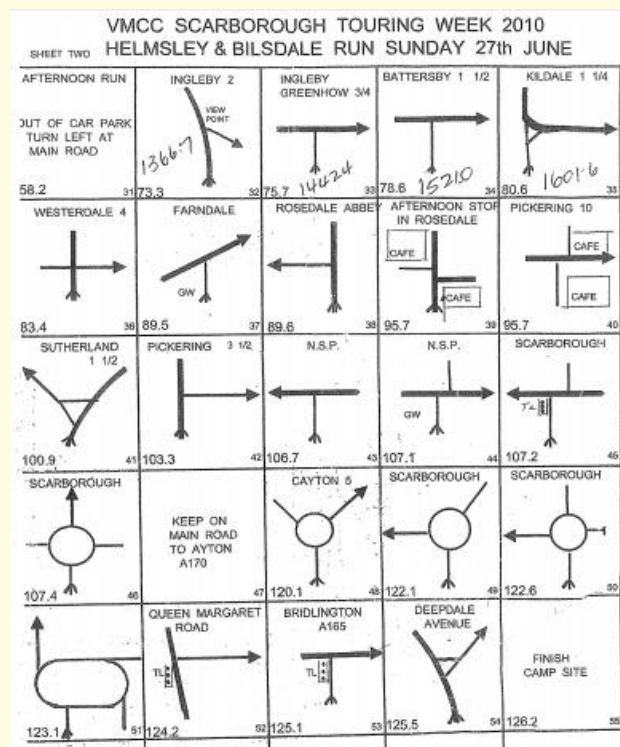 VMCC SCARBOROUGH TOURING WEEK 2010
SHEET TWO HELMSLEY & BILSDALE RUN SUNDAY 27th JUNE
AFTERNOON RUN
OUT OF CAR PARK
TURN LEFT AT
MAIN ROAD
58.2 31
INGLEBY 2
VIEW
POINT
1366.7
73.3 32
INGLEBY
GREENHOW 3/4
14424
75.7 33
BATTERSBY 1 1/2
1521.0
78.6 34
KILDALE 1 1/4
1601.6
80.6 35
WESTERDALE 4
83.4 36
FARNDALE
GW
89.5 37
ROSEDALE ABBEY
89.6 38
AFTERNOON STOP
IN ROSEDALE
CAFE
CAFE
95.7 39
PICKERING 10
CAFE
CAFE
95.7 40
SUTHERLAND
1 1/2
100.9 41
PICKERING 3 1/2
103.3 42
N.S.P.
106.7 43
N.S.P.
GW
107.1 44
SCARBOROUGH
TL
107.2 45
SCARBOROUGH
107.4 46
KEEP ON
MAIN ROAD
TO AYTON
A170
47
CAYTON 5
120.1 48
SCARBOROUGH
122.1 49
SCARBOROUGH
122.6 50
123.1 51
QUEEN MARGARET
ROAD
TL
124.2 52
BRIDLINGTON
A165
TL
125.1 53
DEEPDALE
AVENUE
125.5 54
FINISH
CAMP SITE
126.2 55